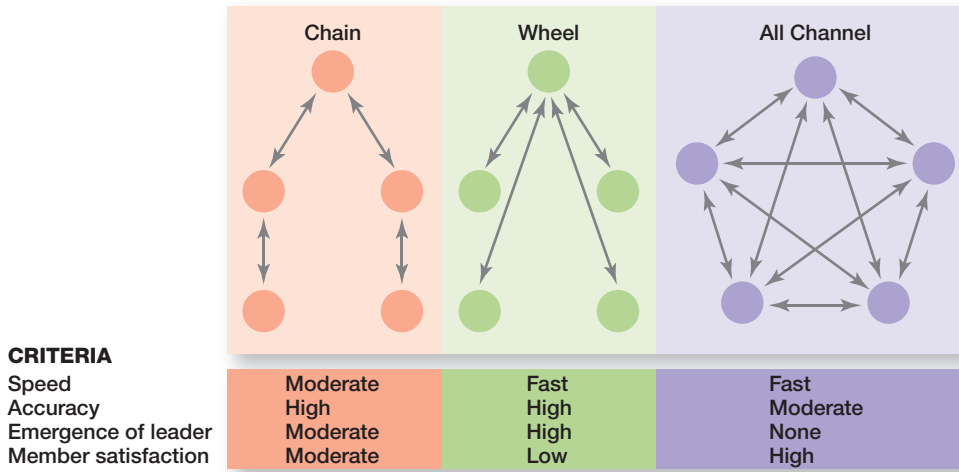 Chain Wheel All Channel
CRITERIA
Speed Moderate Fast Fast
Accuracy High High Moderate
Emergence of leader Moderate High None
Member satisfaction Moderate Low High